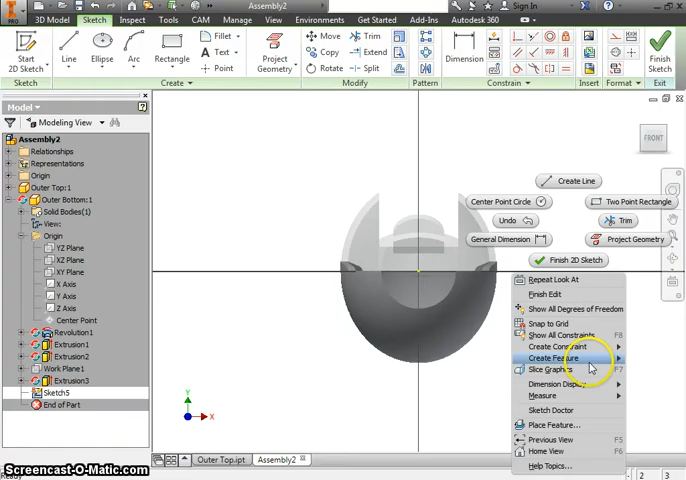 PRO
Assembly2
Sign In
3D Model Sketch Inspect Tools CAM Manage View Environments Get Started Add-Ins Autodesk 360
Start
2D Sketch
Line
Ellipse
Arc
Rectangle
Fillet
Text
Point
Project
Geometry
Move
Copy
Rotate
Trim
Extend
Split
Dimension
Finish
Sketch
Sketch Create Modify Pattern Constrain Insert Format Exit
Model
Modeling View
Assembly2
Relationships
Representations
Origin
Outer Top:1
Outer Bottom:1
Solid Bodies(1)
View:
Origin
YZ Plane
XZ Plane
XY Plane
X Axis
Y Axis
Z Axis
Center Point
Revolution1
Extrusion1
Extrusion2
Work Plane1
Extrusion3
Sketch5
End of Part
FRONT
Create Line
Center Point Circle
Two Point Rectangle
Undo
Trim
General Dimension
Project Geometry
Finish 2D Sketch
Repeat Look At
Finish Edit
Show All Degrees of Freedom
Snap to Grid
Show All Constraints F8
Create Constraint
Create Feature
Slice Graphics F7
Dimension Display
Measure
Sketch Doctor
Place Feature...
Previous View F5
Home View F6
Help Topics...
Y
X
Outer Top.ipt
Assembly2
Screencast-O-Matic.com
2 3